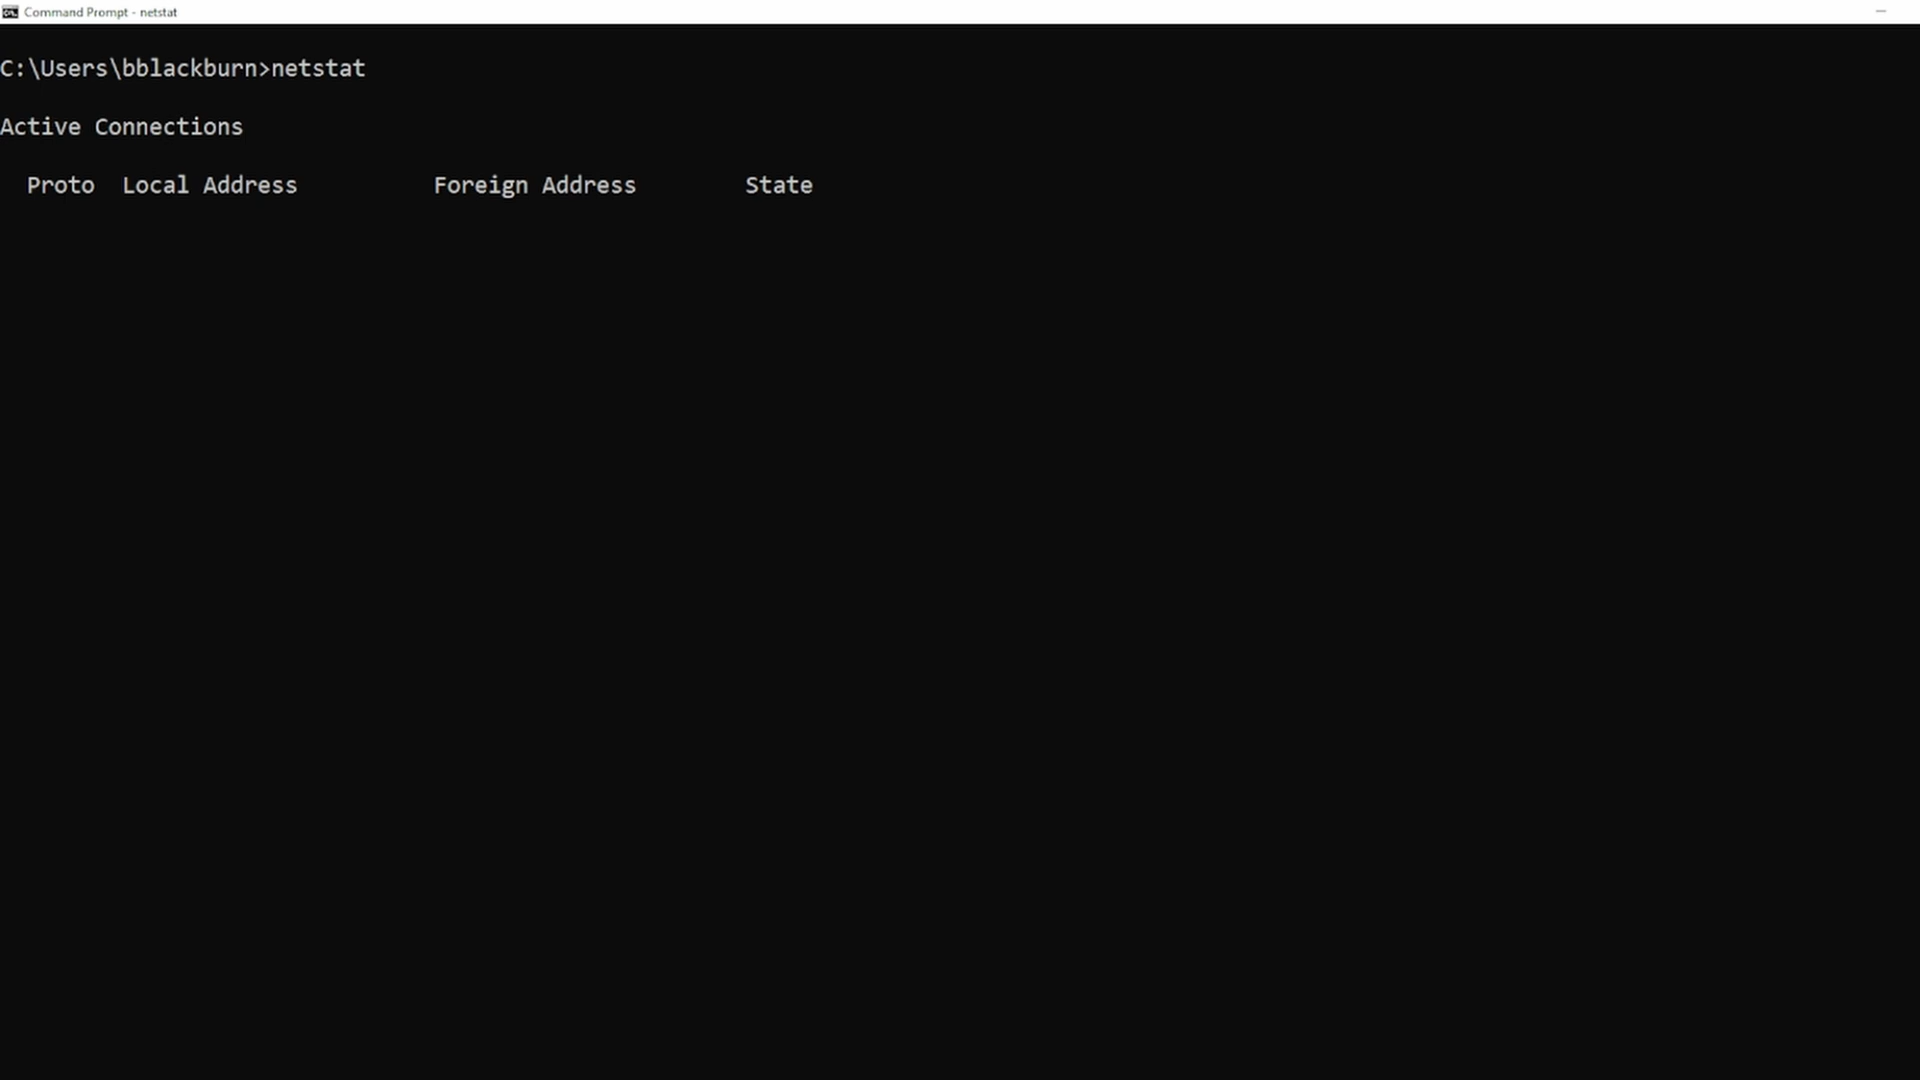 Command Prompt - netstat
C:\Users\bblackburn>netstat
Active Connections
Proto  Local Address          Foreign Address        State